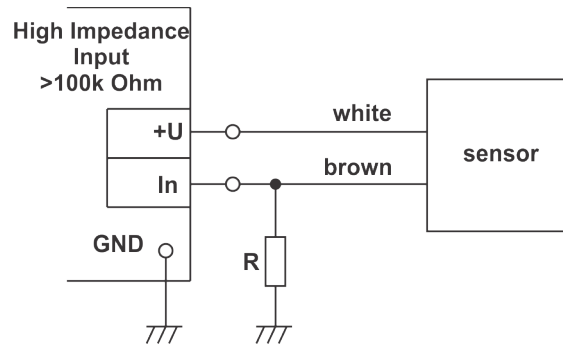 High Impedance
Input
>100k Ohm
+U
white
sensor
In
brown
GND
R